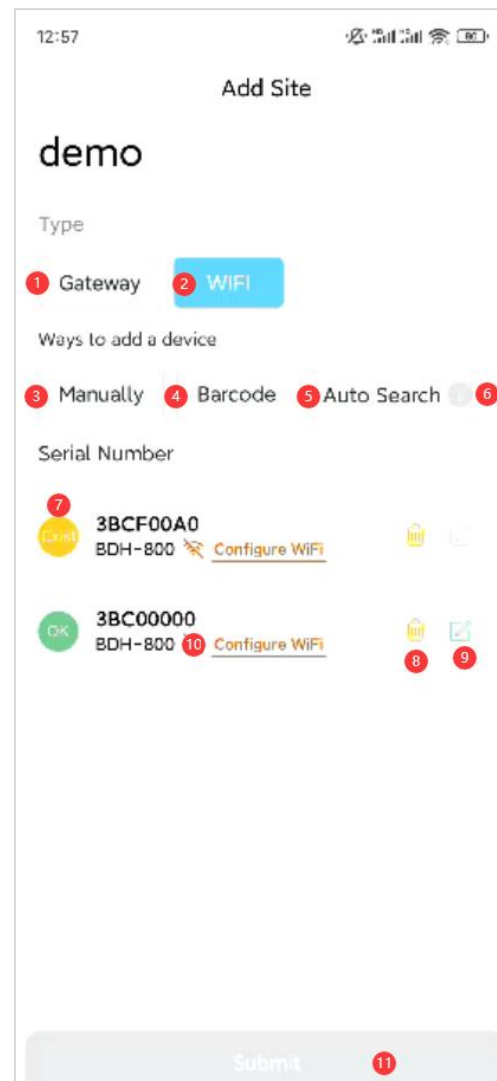 12:57
Add Site
demo
Type
1 Gateway 2 WIFI
Ways to add a device
3 Manually 4 Barcode 5 Auto Search 6
Serial Number
7
Exist 3BCF00A0
BDH-800 Configure WiFi
OK 3BC00000
BDH-800 10 Configure WiFi
8 9
Submit 11